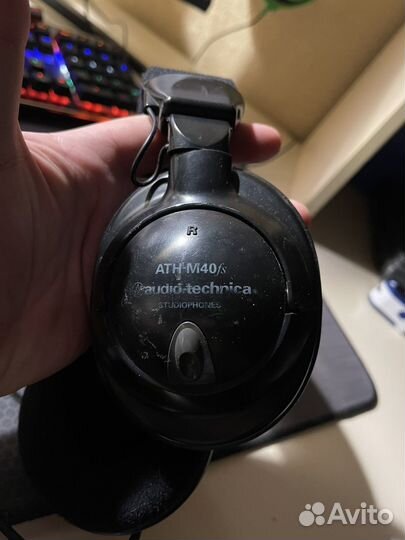 R
ATH-M40fs
audio-technica
STUDIOPHONES
Avito